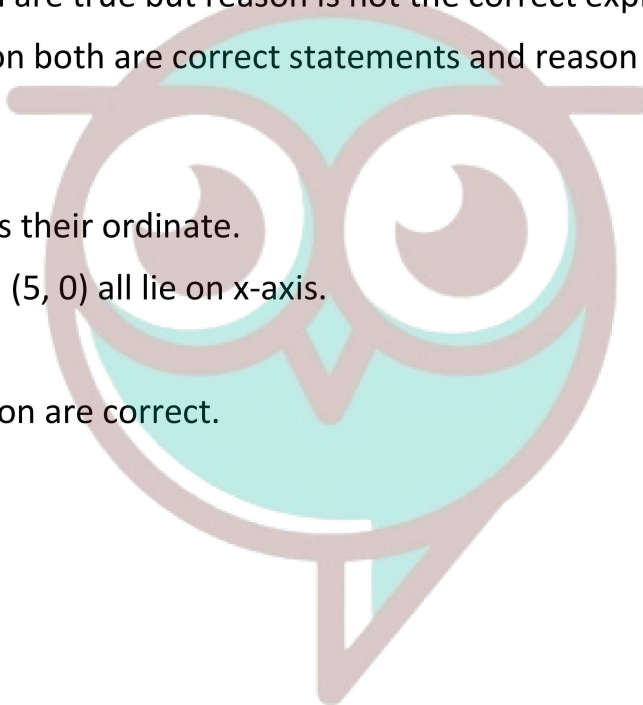 are true but reason is not the correct
on both are correct statements and reason
s their ordinate.
(5, 0) all lie on x-axis.
on are correct.